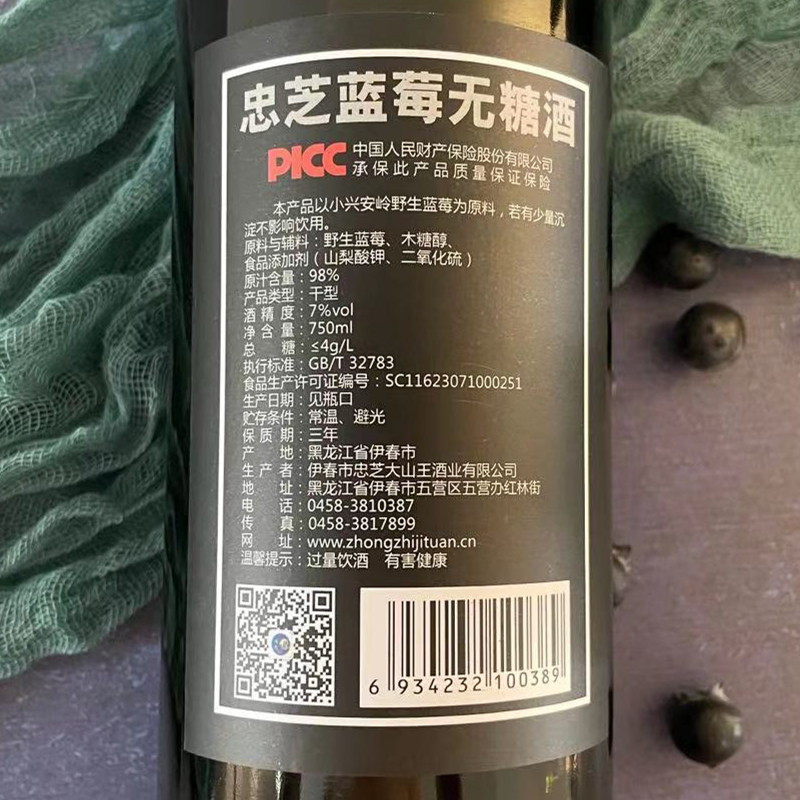 忠芝蓝莓无糖酒
PICC 中国人民财产保险股份有限公司
承保此产品质量保证保险
本产品以小兴安岭野生蓝莓为原料，若有少量沉
淀不影响饮用。
原料与辅料：野生蓝莓、木糖醇、
食品添加剂（山梨酸钾、二氧化硫）
原汁含量：98%
产品类型：干型
酒精度：7%vol
净含量：750ml
总糖：≤4g/L
执行标准：GB/T 32783
食品生产许可证编号：SC11623071000251
生产日期：见瓶口
贮存条件：常温、避光
保质期：三年
产地：黑龙江省伊春市
生产者：伊春市忠芝大山王酒业有限公司
地址：黑龙江省伊春市五营区五营办红林街
电话：0458-3810387
传真：0458-3817899
网址：www.zhongzhijituan.cn
温馨提示：过量饮酒 有害健康
6 934232 100389